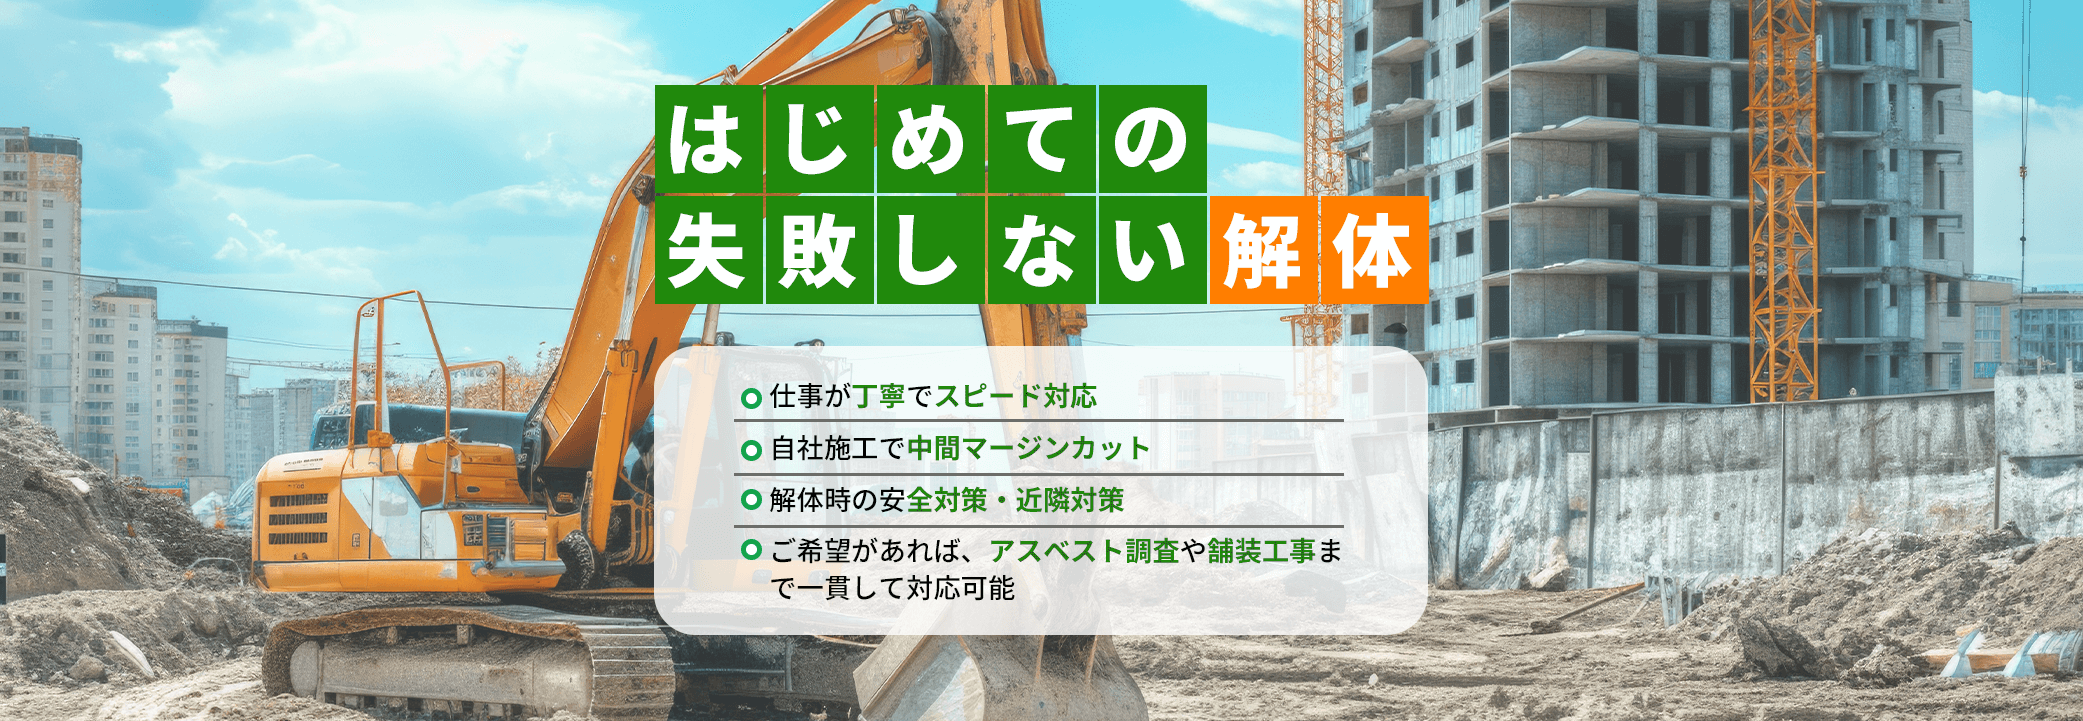 はじめての
失敗しない解体
仕事が丁寧でスピード対応
自社施工で中間マージンカット
解体時の安全対策・近隣対策
ご希望があれば、アスベスト調査や舗装工事ま
で一貫して対応可能